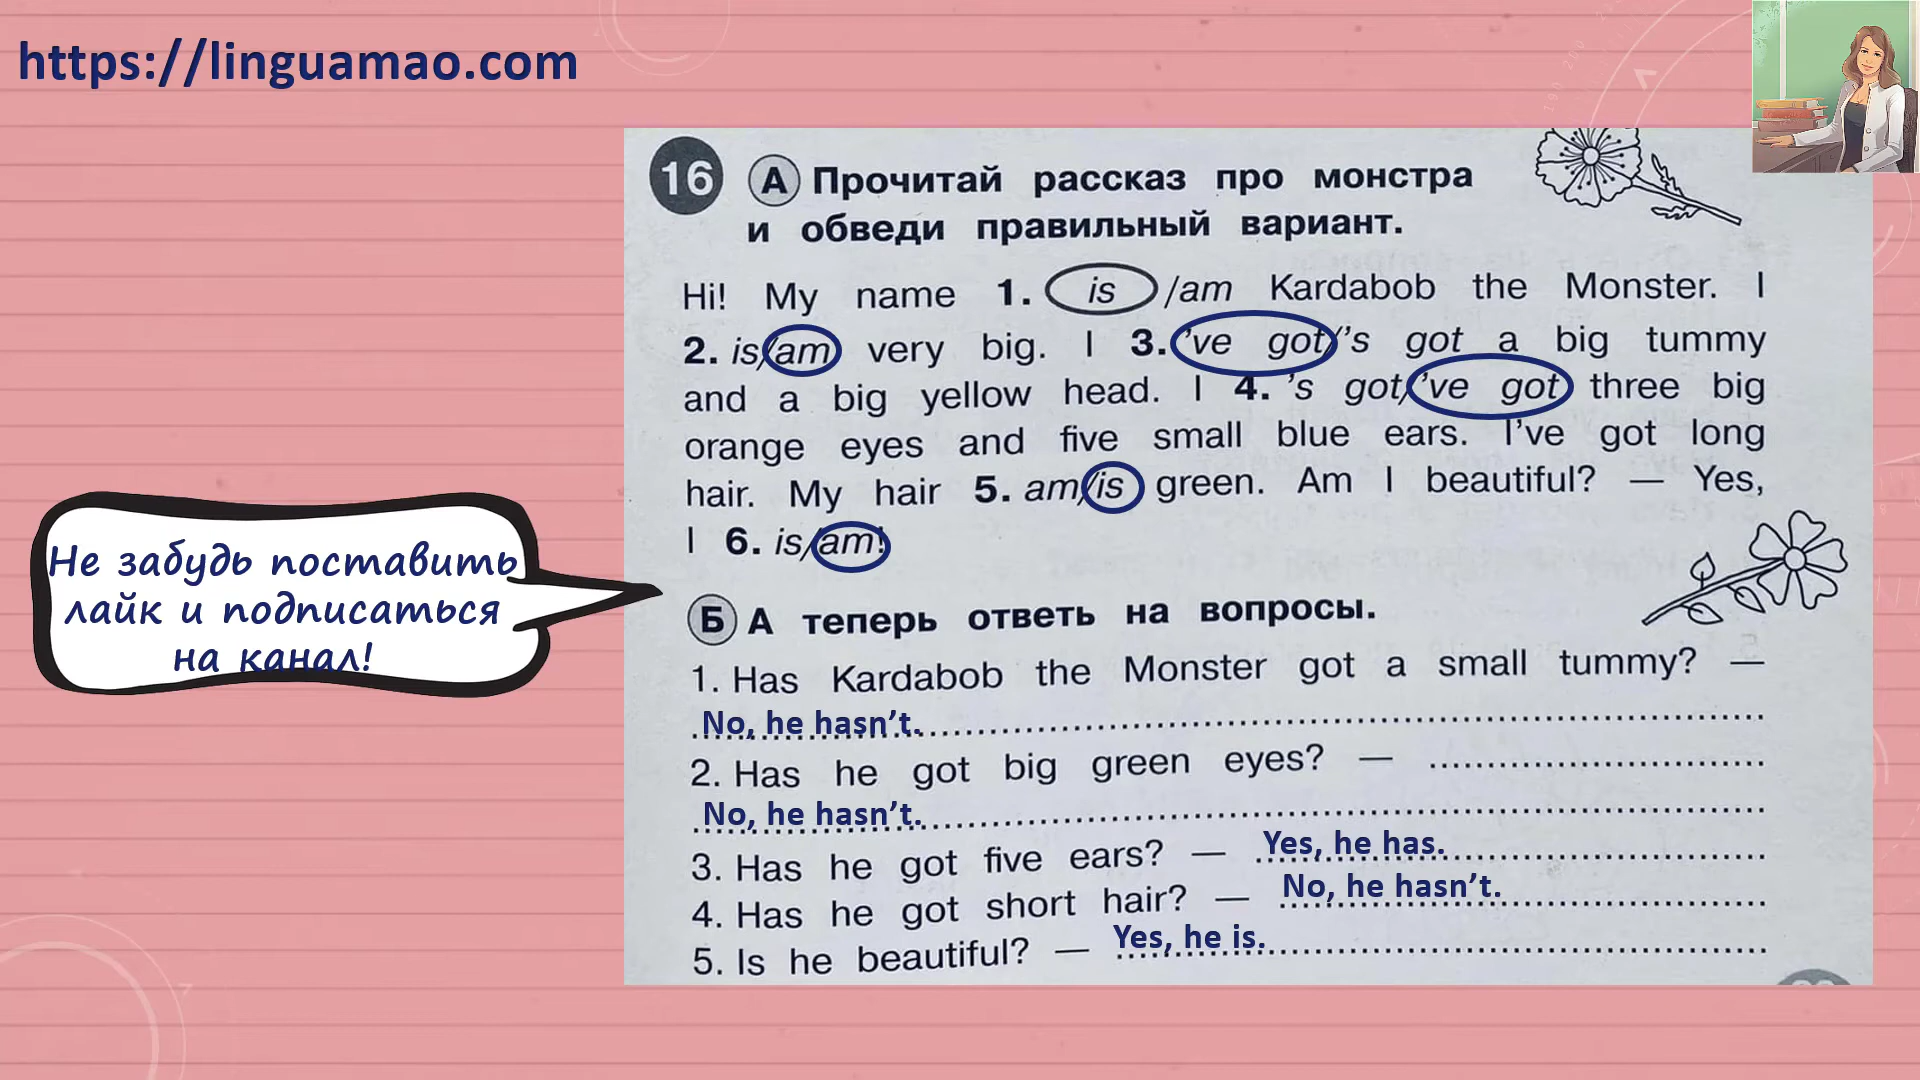 https://linguamao.com
16 А Прочитай рассказ про монстра
и обведи правильный вариант.
Hi! My name 1. is /am Kardabob the Monster. I
2. is/am very big. I 3. 've got/'s got a big tummy
and a big yellow head. I 4. 's got/'ve got three big
orange eyes and five small blue ears. I've got long
hair. My hair 5. am/is green. Am I beautiful? — Yes,
I 6. is/am!
Не забудь поставить
лайк и подписаться
на канал!
Б А теперь ответь на вопросы.
1. Has Kardabob the Monster got a small tummy? —
No, he hasn't.
2. Has he got big green eyes? —
No, he hasn't.
3. Has he got five ears? — Yes, he has.
4. Has he got short hair? — No, he hasn't.
5. Is he beautiful? — Yes, he is.